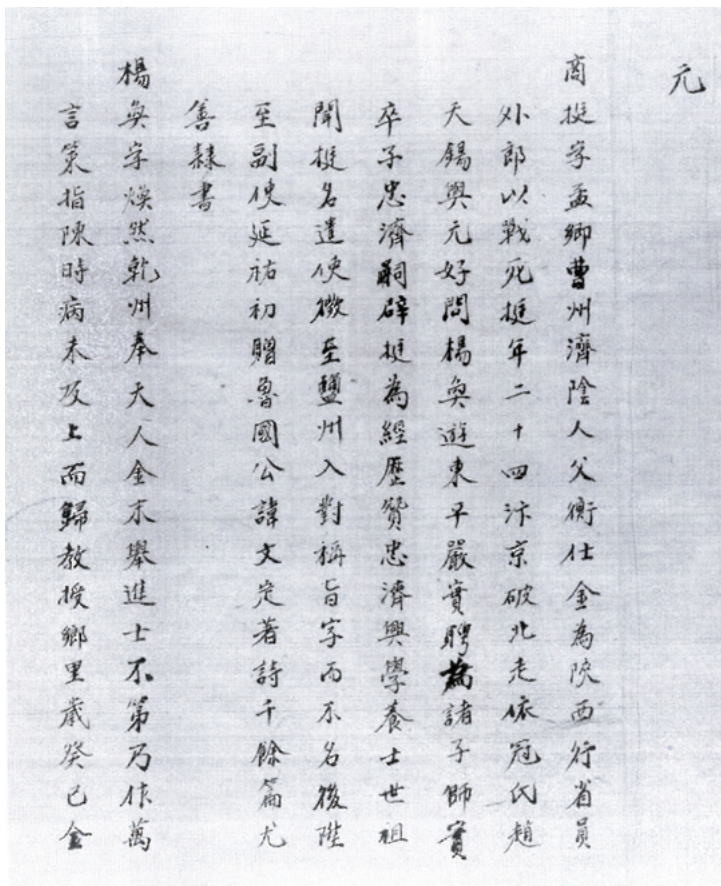 元
商挺字孟卿曹州濟陰人父衡仕金為陝西行省員
外郎以戰死挺年二十四汴京破北走依冠氏趙
天錫與元好問楊奐遊東平嚴實聘為諸子師實
卒子忠濟嗣辟挺為經歷贊忠濟興學養士世祖
聞挺名遣使徵至鹽州入對稱旨字而不名後陞
至副使延祐初贈魯國公諱文定著詩千餘篇尤
善隸書
楊奐字煥然乾州奉天人金末舉進士不第乃作萬
言策指陳時病未及上而歸教授鄉里歲癸巳金